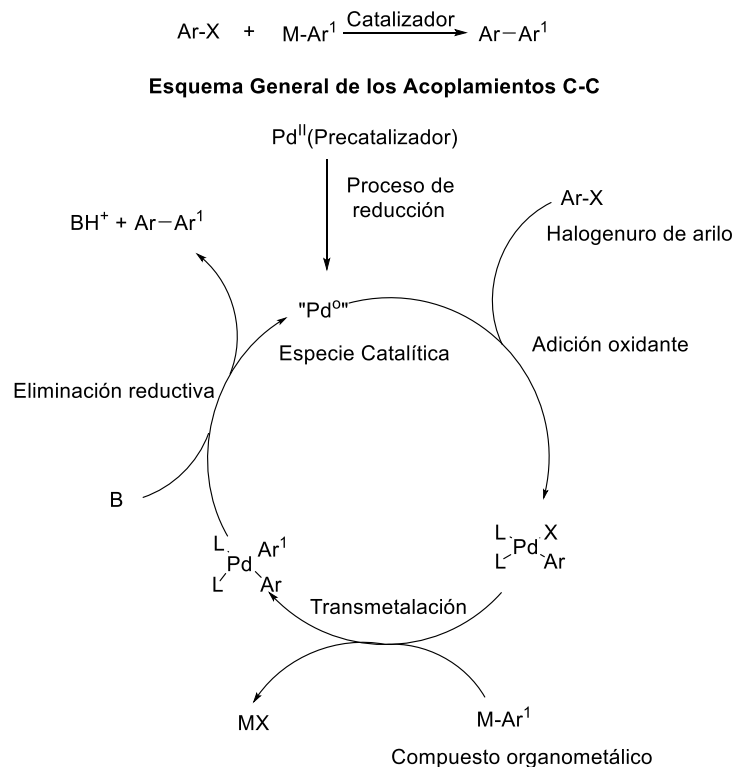 Ar-X + M-Ar¹ Catalizador Ar–Ar¹
Esquema General de los Acoplamientos C-C
Pdᴵᴵ(Precatalizador)
Proceso de
reducción
Ar-X
Halogenuro de arilo
BH⁺ + Ar–Ar¹
"Pdº"
Especie Catalítica
Adición oxidante
Eliminación reductiva
B
L X
Pd
L Ar
L Ar¹
Pd
L Ar
Transmetalación
MX
M-Ar¹
Compuesto organometálico